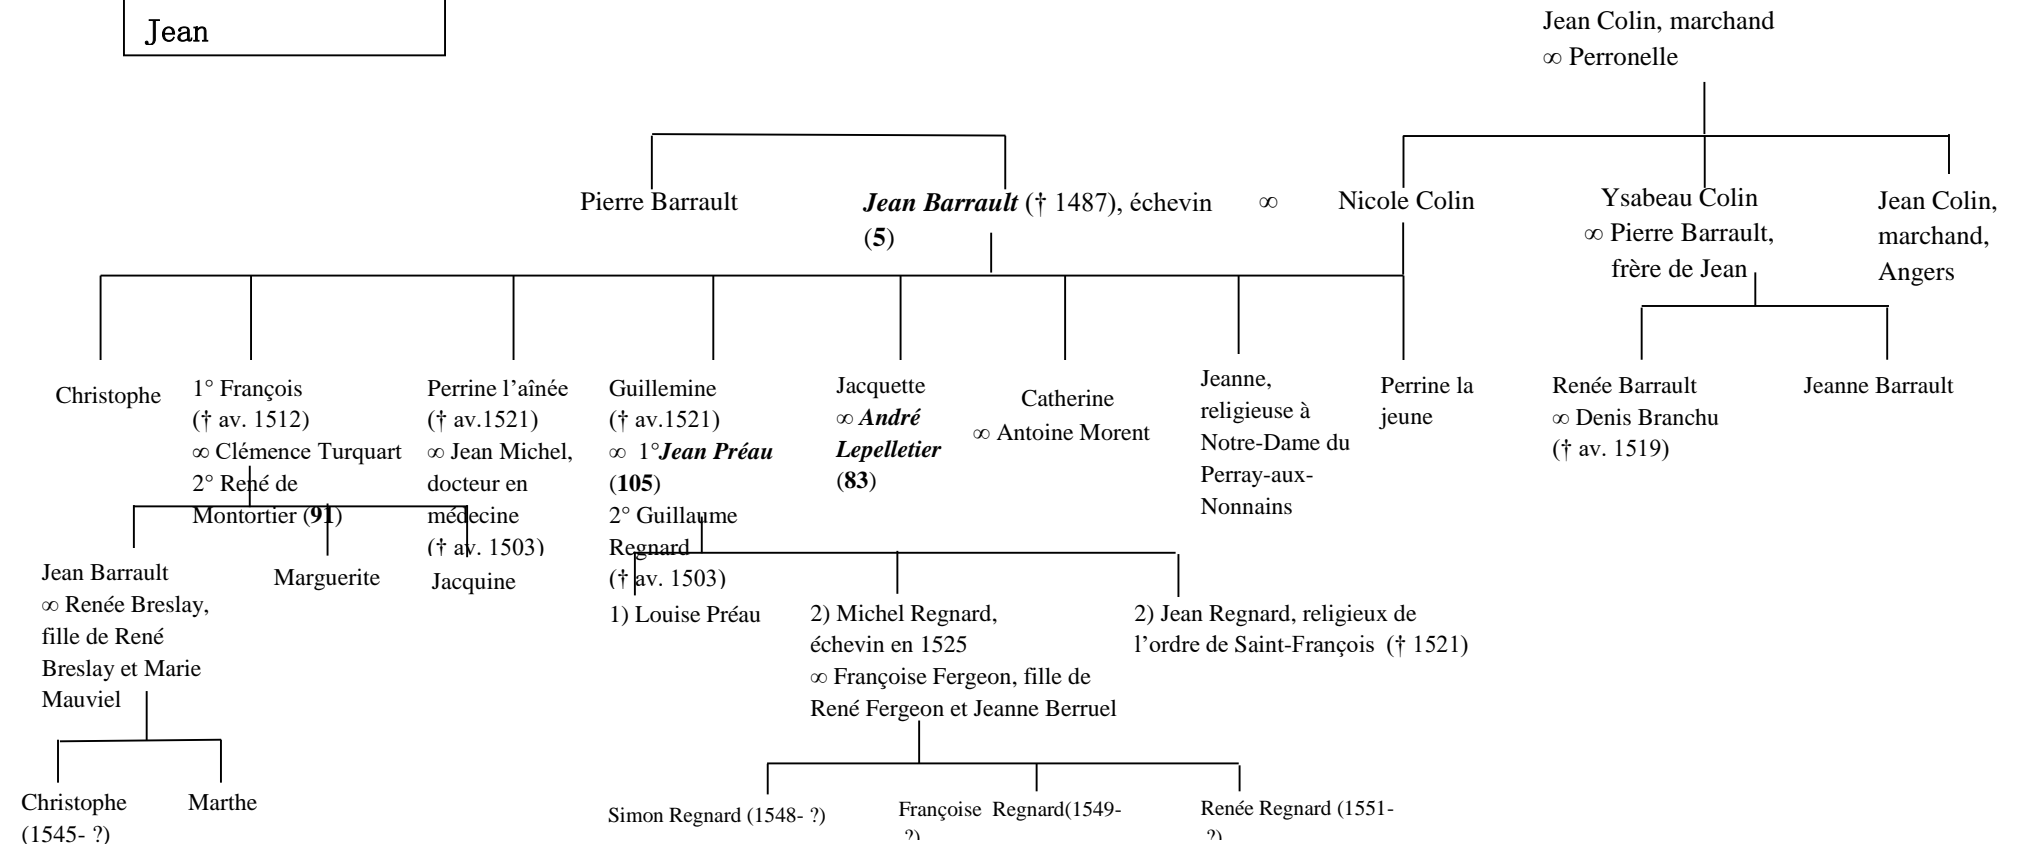 Jean
Jean Colin, marchand
∞ Perronelle
Pierre Barrault
Jean Barrault († 1487), échevin
(5)
∞
Nicole Colin
Ysabeau Colin
∞ Pierre Barrault,
frère de Jean
Jean Colin,
marchand,
Angers
Christophe
1° François
(† av. 1512)
∞ Clémence Turquart
2° René de
Montortier (91)
Perrine l’aînée
(† av.1521)
∞ Jean Michel,
docteur en
médecine
(† av. 1503)
Guillemine
(† av.1521)
∞ 1°Jean Préau
(105)
2° Guillaume
Regnard
(† av. 1503)
Jacquette
∞ André
Lepelletier
(83)
Catherine
∞ Antoine Morent
Jeanne,
religieuse à
Notre-Dame du
Perray-aux-
Nonnains
Perrine la
jeune
Renée Barrault
∞ Denis Branchu
(† av. 1519)
Jeanne Barrault
Jean Barrault
∞ Renée Breslay,
fille de René
Breslay et Marie
Mauviel
Marguerite
Jacquine
1) Louise Préau
2) Michel Regnard,
échevin en 1525
∞ Françoise Fergeon, fille de
René Fergeon et Jeanne Berruel
2) Jean Regnard, religieux de
l’ordre de Saint-François († 1521)
Christophe
(1545- ?)
Marthe
Simon Regnard (1548- ?)
Françoise Regnard(1549-
?)
Renée Regnard (1551-
?)